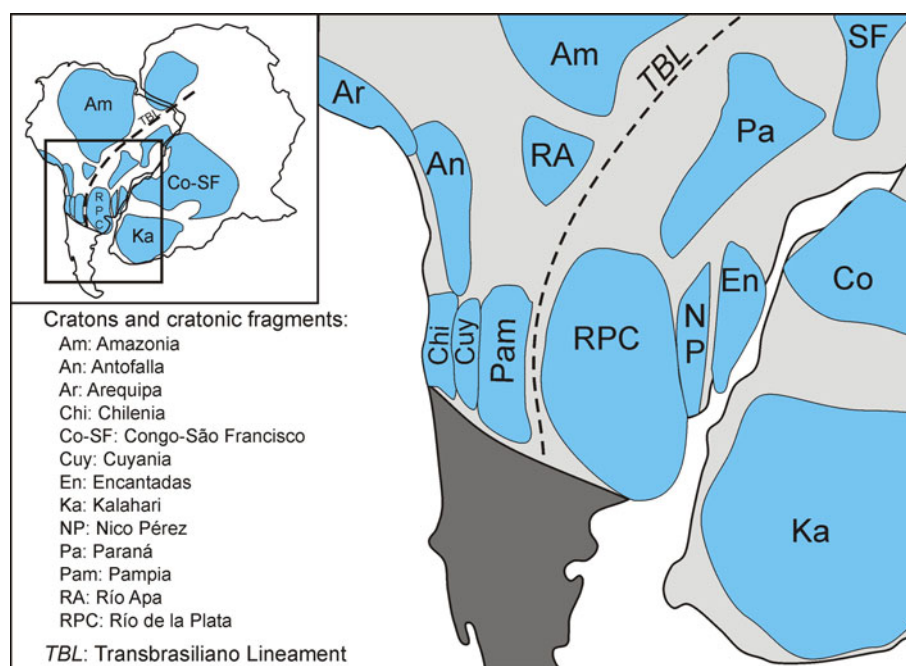 Am
TBL
Co-SF
R
P
C
Ka
Cratons and cratonic fragments:
Am: Amazonia
An: Antofalla
Ar: Arequipa
Chi: Chilenia
Co-SF: Congo-São Francisco
Cuy: Cuyania
En: Encantadas
Ka: Kalahari
NP: Nico Pérez
Pa: Paraná
Pam: Pampia
RA: Río Apa
RPC: Río de la Plata
TBL: Transbrasiliano Lineament
Am
TBL
SF
Ar
An
RA
Pa
Chi
Cuy
Pam
RPC
N
P
En
Co
Ka